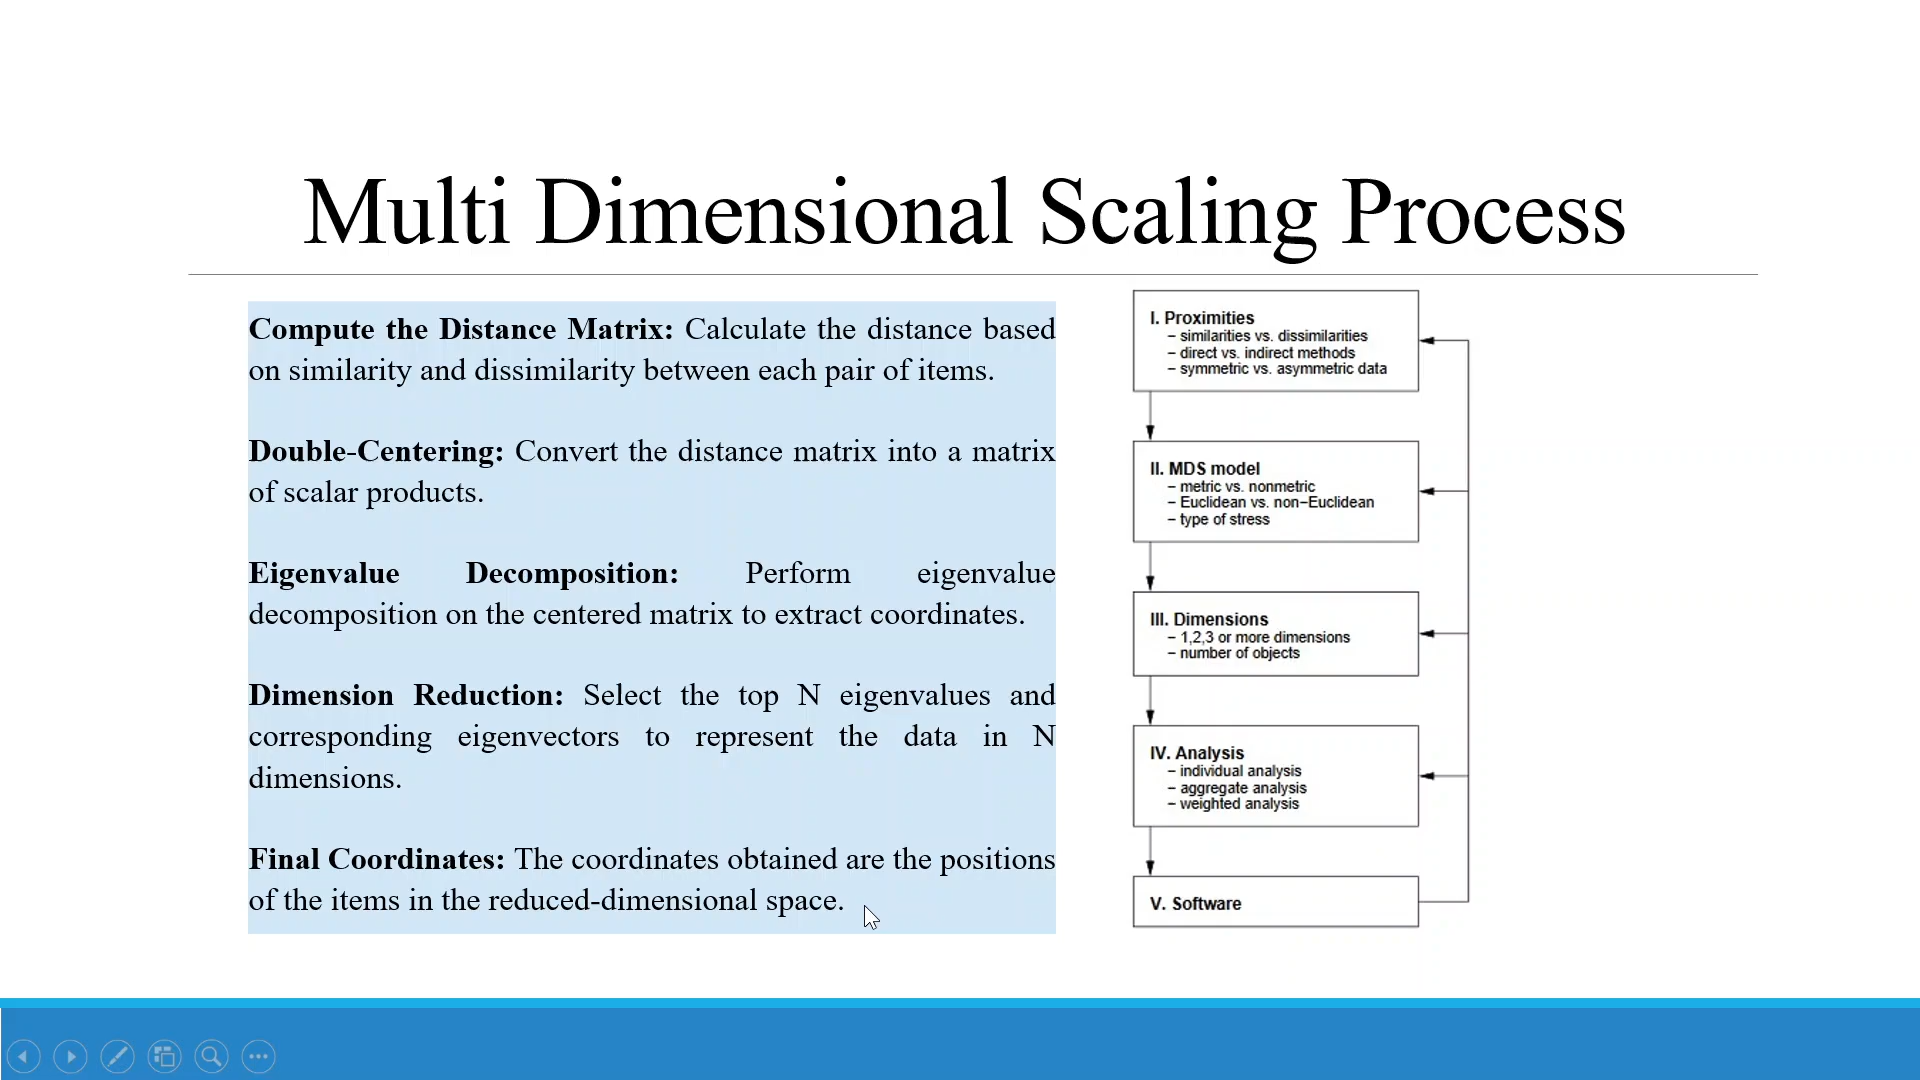 Multi Dimensional Scaling Process
Compute the Distance Matrix: Calculate the distance based
on similarity and dissimilarity between each pair of items.
Double-Centering: Convert the distance matrix into a matrix
of scalar products.
Eigenvalue Decomposition: Perform eigenvalue
decomposition on the centered matrix to extract coordinates.
Dimension Reduction: Select the top N eigenvalues and
corresponding eigenvectors to represent the data in N
dimensions.
Final Coordinates: The coordinates obtained are the positions
of the items in the reduced-dimensional space.
I. Proximities
– similarities vs. dissimilarities
– direct vs. indirect methods
– symmetric vs. asymmetric data
II. MDS model
– metric vs. nonmetric
– Euclidean vs. non–Euclidean
– type of stress
III. Dimensions
– 1,2,3 or more dimensions
– number of objects
IV. Analysis
– individual analysis
– aggregate analysis
– weighted analysis
V. Software